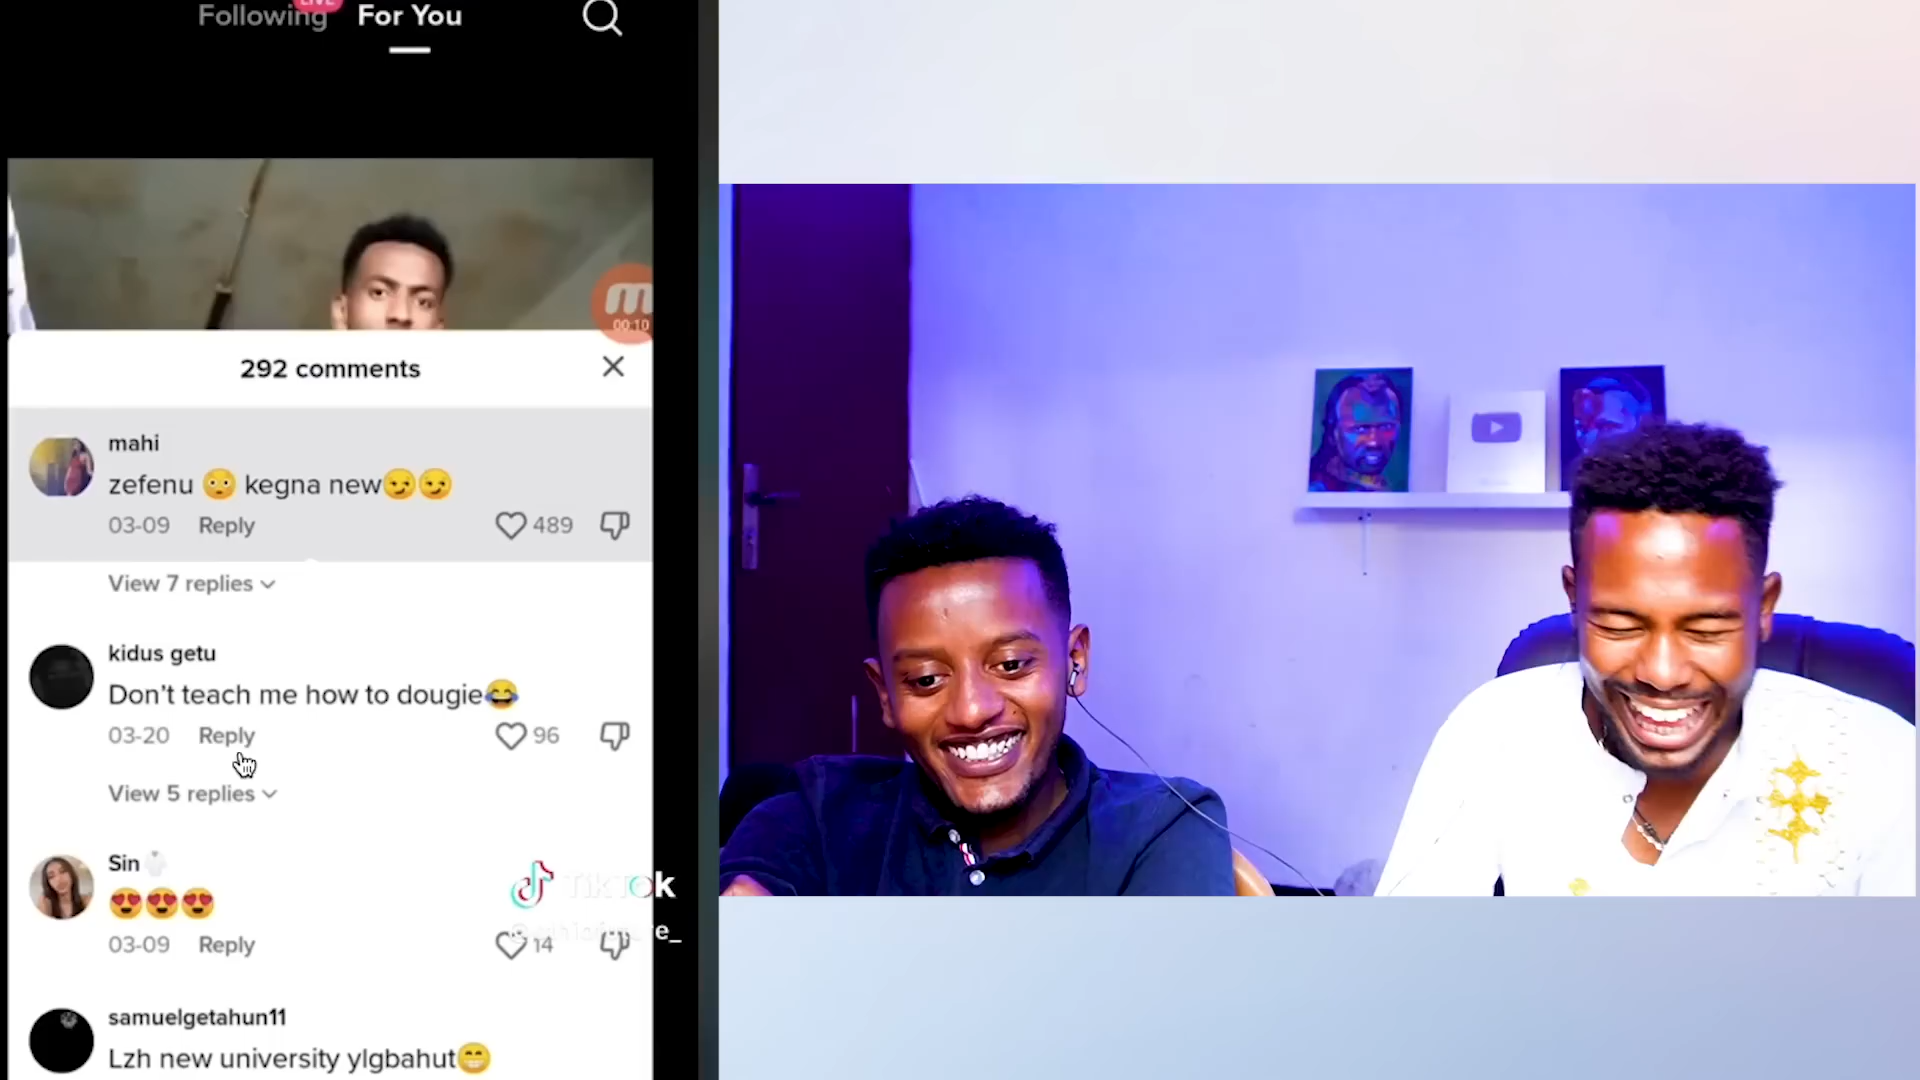 LIVE
Following For You
m
00:10
292 comments
mahi
zefenu 😳 kegna new😏😏
03-09 Reply 489
View 7 replies
kidus getu
Don't teach me how to dougie😂
03-20 Reply 96
View 5 replies
Sin🤍
😍😍😍
TikTok
03-09 Reply 14
samuelgetahun11
Lzh new university ylgbahut😁